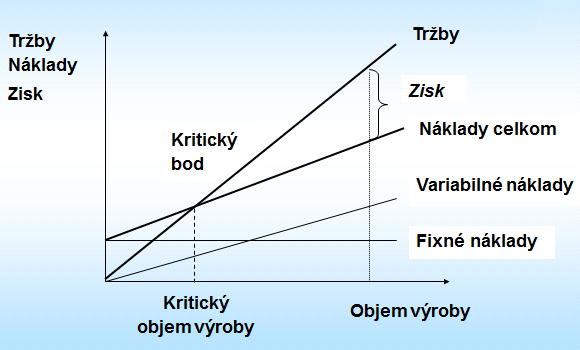 Tržby
Náklady
Zisk
Tržby
Zisk
Kritický
bod
Náklady celkom
Variabilné náklady
Fixné náklady
Kritický
objem výroby
Objem výroby